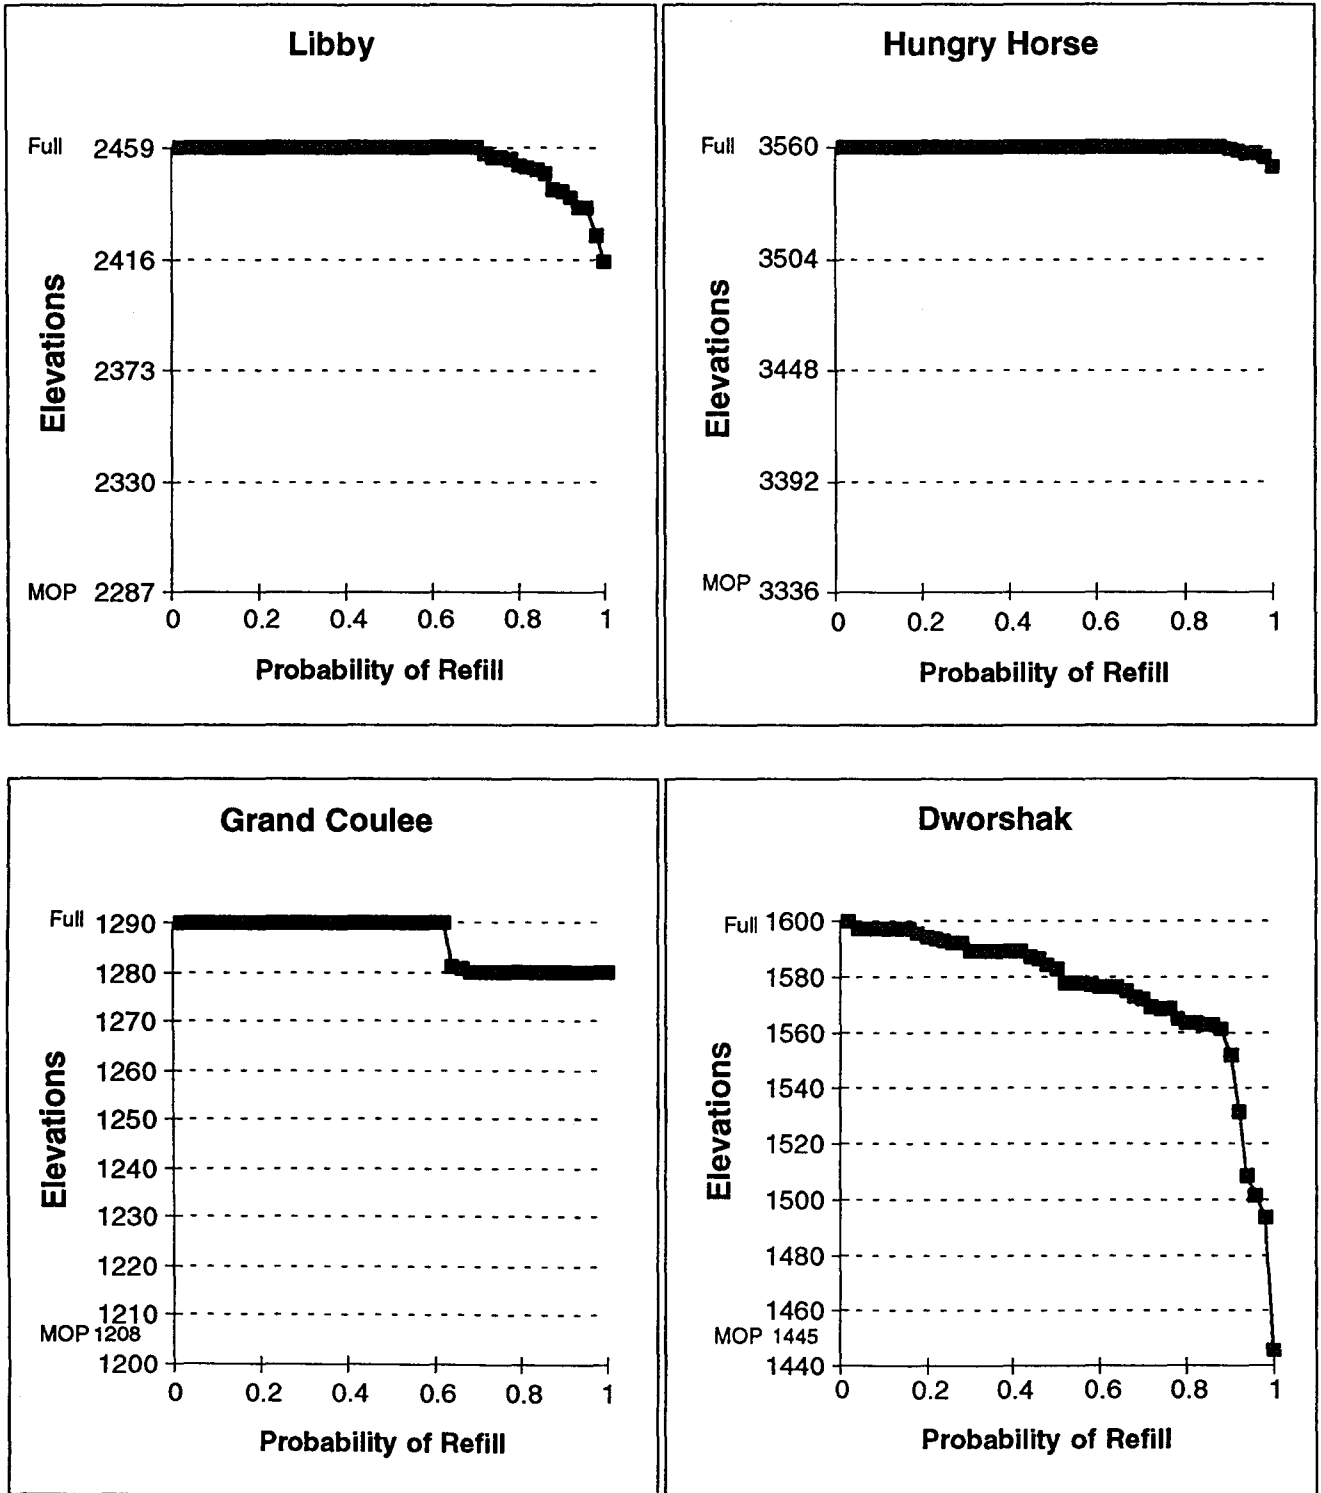 Libby
Full 2459
2416
2373
2330
MOP 2287
Elevations
0 0.2 0.4 0.6 0.8 1
Probability of Refill
Hungry Horse
Full 3560
3504
3448
3392
MOP 3336
Elevations
0 0.2 0.4 0.6 0.8 1
Probability of Refill
Grand Coulee
Full 1290
1280
1270
1260
1250
1240
1230
1220
1210
MOP 1208
1200
Elevations
0 0.2 0.4 0.6 0.8 1
Probability of Refill
Dworshak
Full 1600
1580
1560
1540
1520
1500
1480
1460
MOP 1445
1440
Elevations
0 0.2 0.4 0.6 0.8 1
Probability of Refill